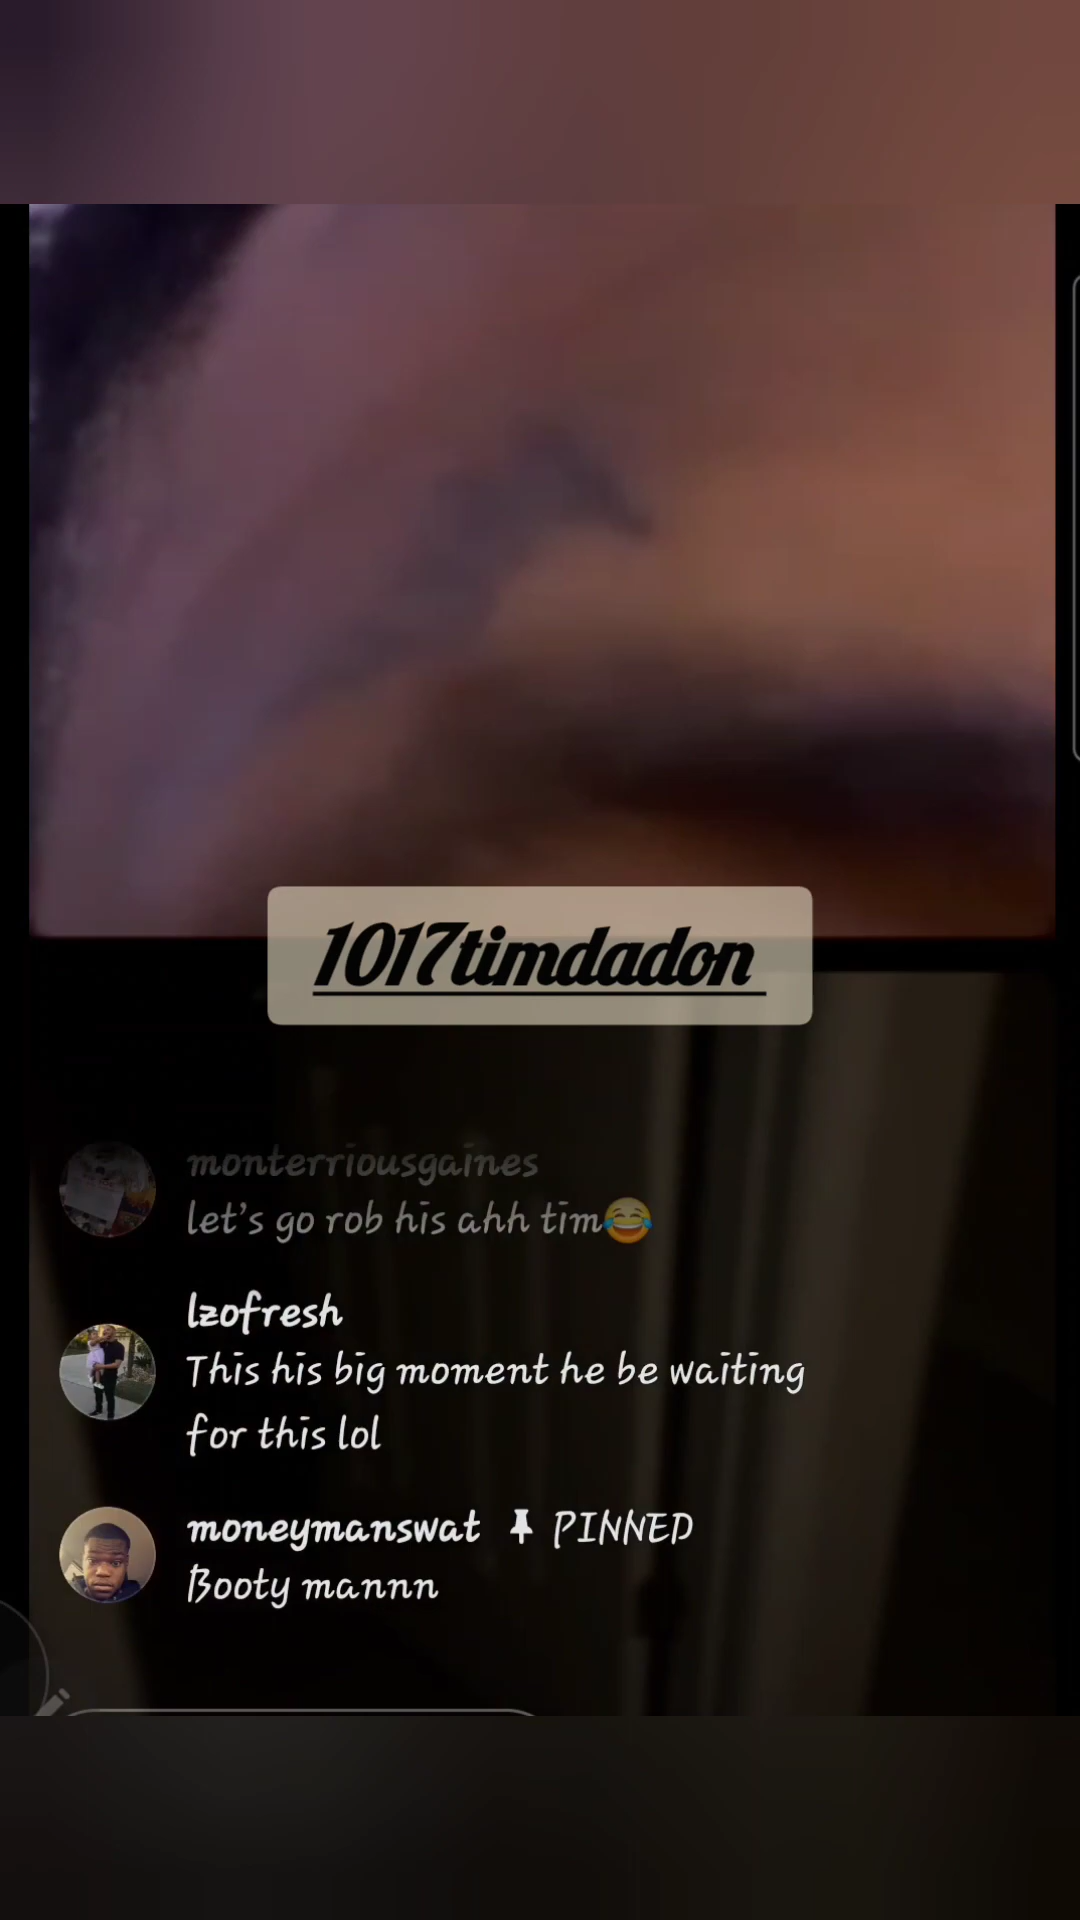 1017timdadon
monterriousgaines
let's go rob his ahh tim😂
lzofresh
This his big moment he be waiting
for this lol
moneymanswat 📌 PINNED
Booty mannn